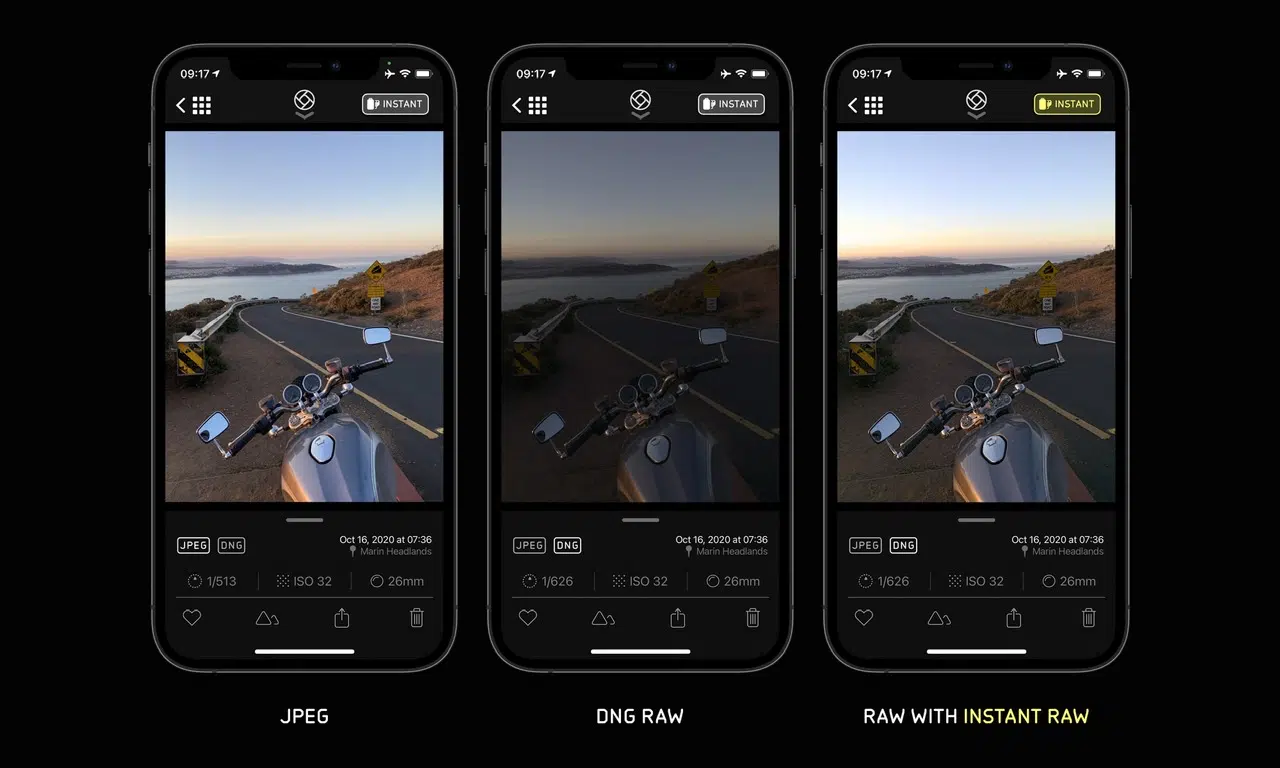 09:17
INSTANT
JPEG DNG
Oct 16, 2020 at 07:36
Marin Headlands
1/513 ISO 32 26mm
JPEG
09:17
INSTANT
JPEG DNG
Oct 16, 2020 at 07:36
Marin Headlands
1/626 ISO 32 26mm
DNG RAW
09:17
INSTANT
JPEG DNG
Oct 16, 2020 at 07:36
Marin Headlands
1/626 ISO 32 26mm
RAW WITH INSTANT RAW